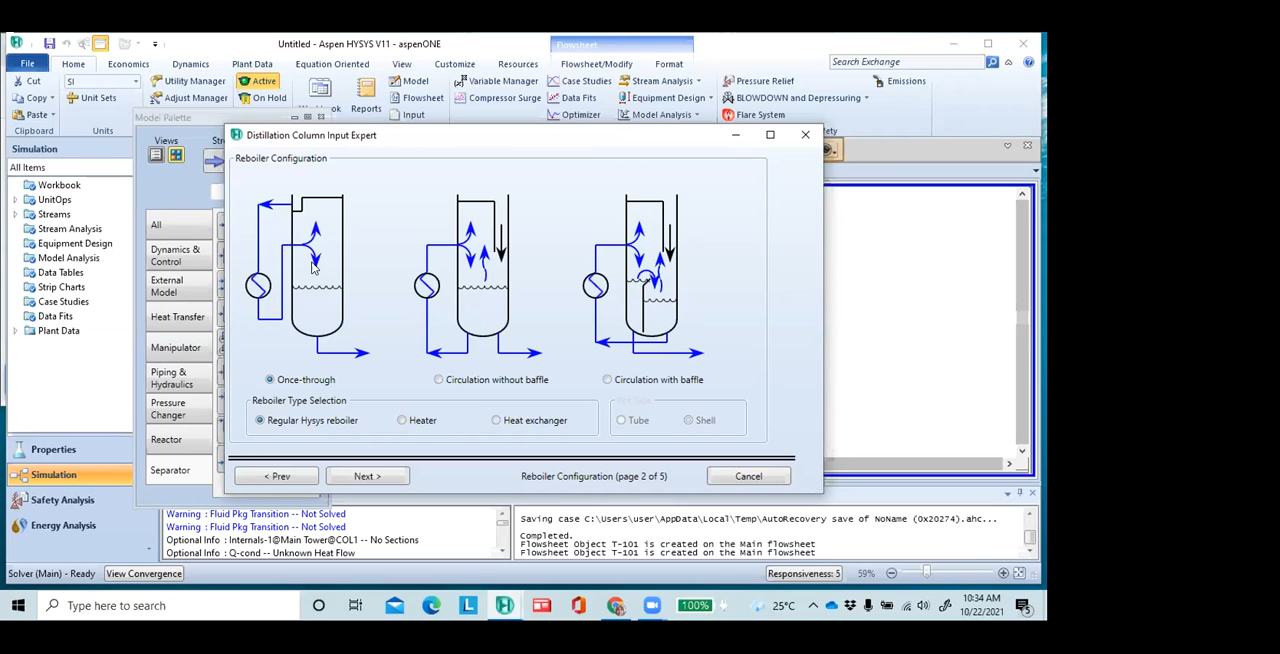 Untitled - Aspen HYSYS V11 - aspenONE
Flowsheet
File Home Economics Dynamics Plant Data Equation Oriented View Customize Resources Flowsheet/Modify Format
Search Exchange
Cut SI Utility Manager Active Model Variable Manager Case Studies Stream Analysis Pressure Relief Emissions
Copy Unit Sets Adjust Manager On Hold Flowsheet Compressor Surge Data Fits Equipment Design BLOWDOWN and Depressuring
Paste Reports Input Optimizer Model Analysis Flare System
Clipboard Units
Simulation
All Items
Workbook
UnitOps
Streams
Stream Analysis
Equipment Design
Model Analysis
Data Tables
Strip Charts
Case Studies
Data Fits
Plant Data
Properties
Simulation
Safety Analysis
Energy Analysis
Model Palette
Views
All
Dynamics &
Control
External
Model
Heat Transfer
Manipulator
Piping &
Hydraulics
Pressure
Changer
Reactor
Separator
Distillation Column Input Expert
Reboiler Configuration
Once-through Circulation without baffle Circulation with baffle
Reboiler Type Selection
Regular Hysys reboiler Heater Heat exchanger Tube Shell
< Prev Next > Reboiler Configuration (page 2 of 5) Cancel
Warning : Fluid Pkg Transition -- Not Solved
Warning : Fluid Pkg Transition -- Not Solved
Optional Info : Internals-1@Main Tower@COL1 -- No Sections
Optional Info : Q-cond -- Unknown Heat Flow
Saving case C:\Users\user\AppData\Local\Temp\AutoRecovery save of NoName (0x20274).ahc...
Completed.
Flowsheet Object T-101 is created on the Main flowsheet
Flowsheet Object T-101 is created on the Main flowsheet
Solver (Main) - Ready View Convergence Responsiveness: 5 59%
Type here to search 100% 25°C 10:34 AM
10/22/2021
5